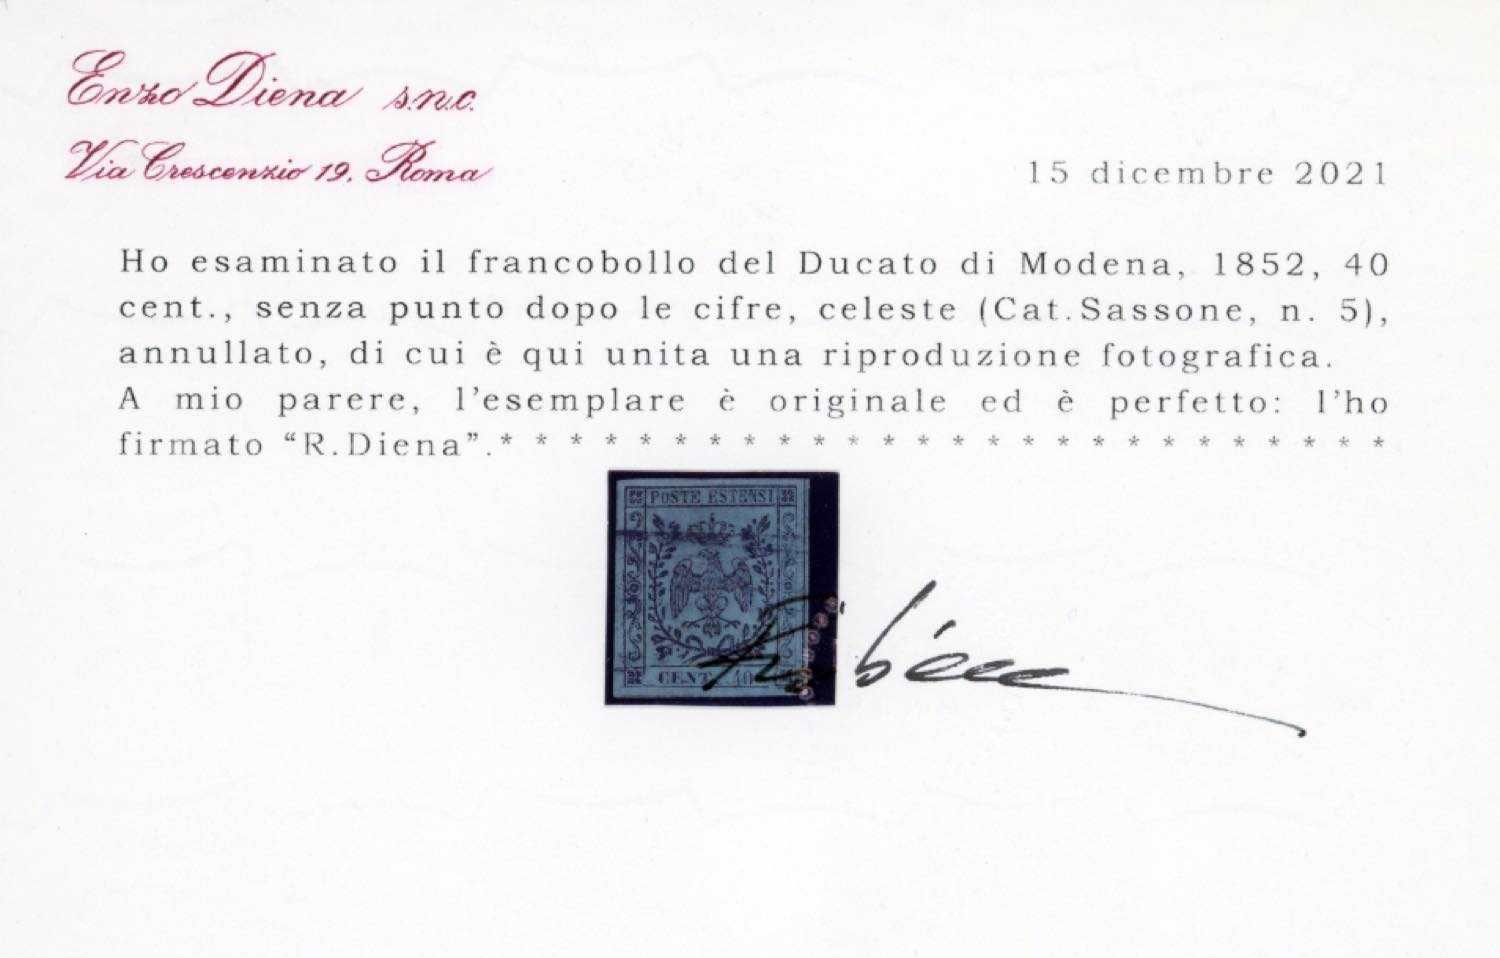 Enzo Diena s.n.c.
Via Crescenzio 19. Roma
15 dicembre 2021
Ho esaminato il francobollo del Ducato di Modena, 1852, 40
cent., senza punto dopo le cifre, celeste (Cat.Sassone, n. 5),
annullato, di cui è qui unita una riproduzione fotografica.
A mio parere, l'esemplare è originale ed è perfetto: l'ho
firmato “R.Diena”.* * * * * * * * * * * * * * * * * * * * * * * * * *
POSTE ESTENSI
CENT. 40